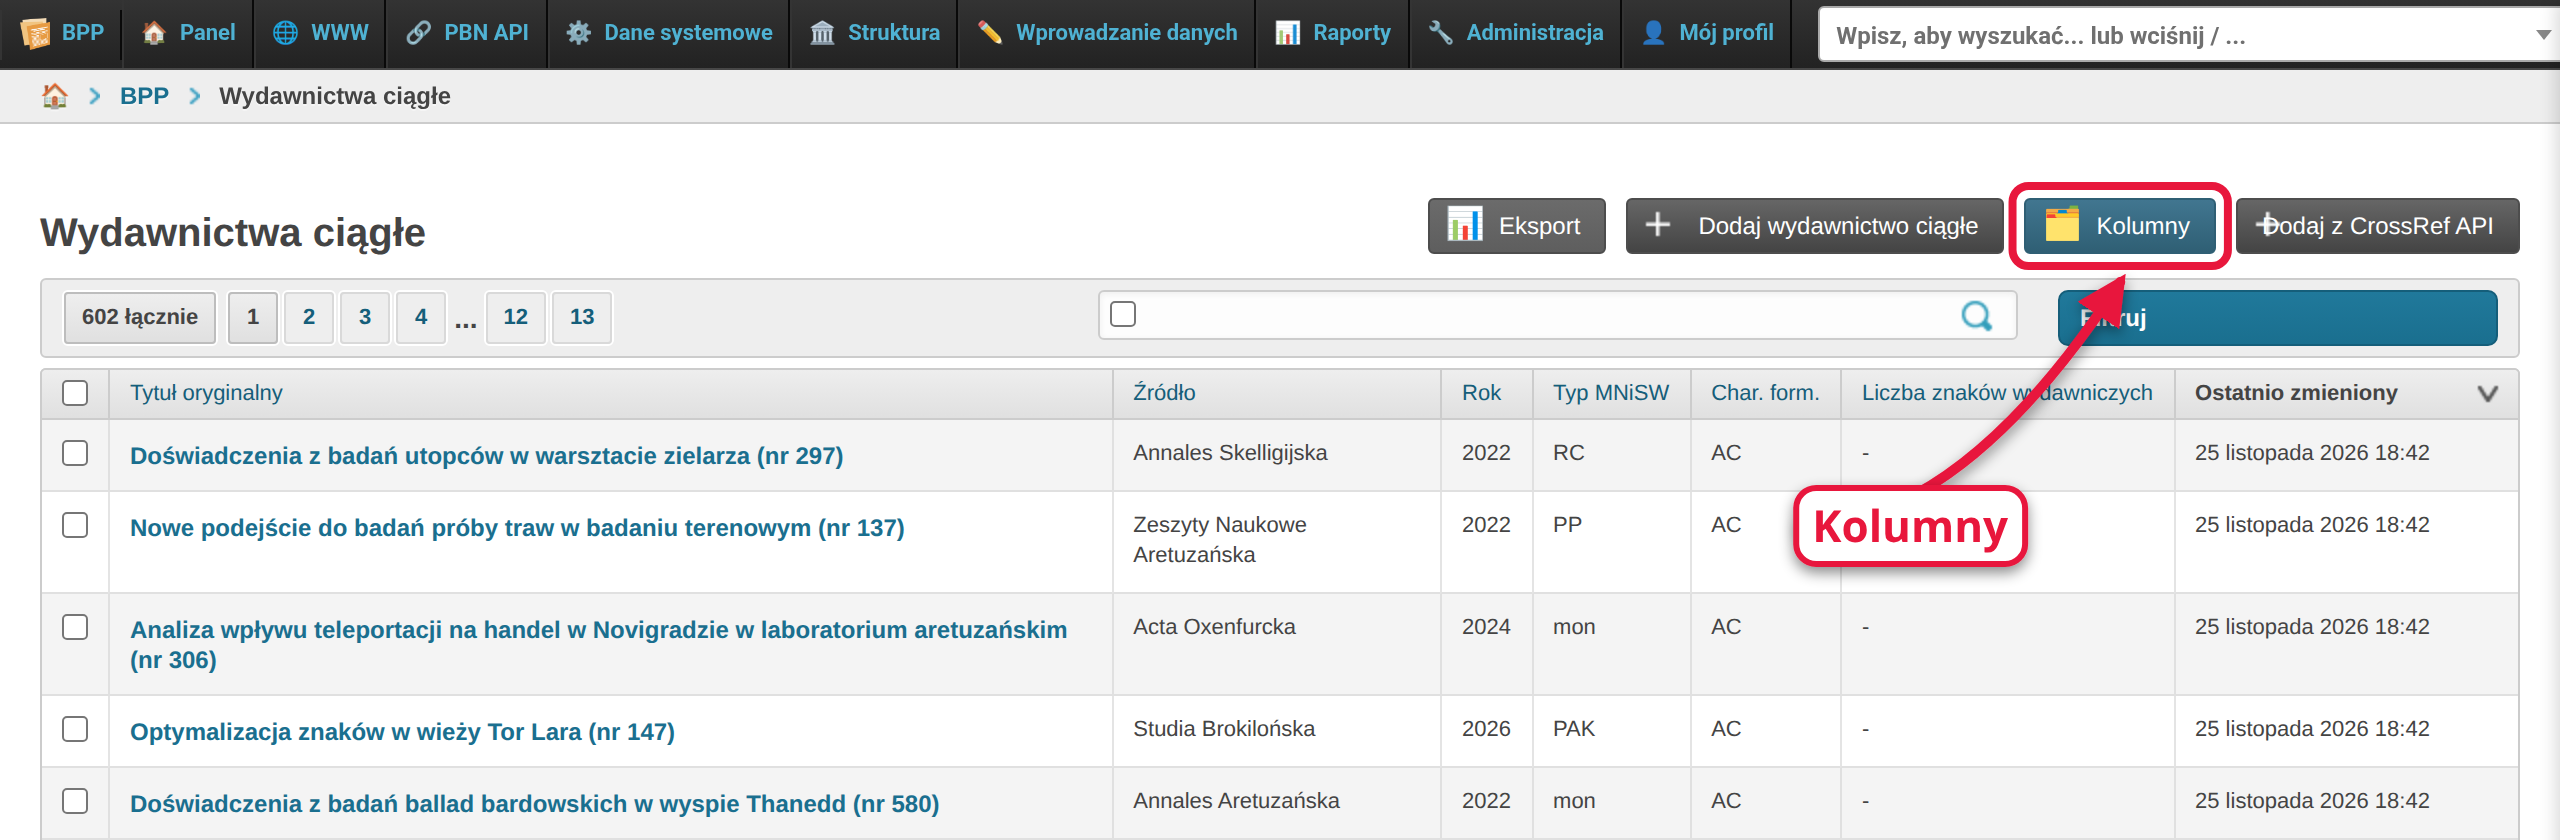 BPP Panel WWW PBN API Dane systemowe Struktura Wprowadzanie danych Raporty Administracja Mój profil Wpisz, aby wyszukać... lub wciśnij / ...
BPP Wydawnictwa ciągłe
Wydawnictwa ciągłe
Eksport Dodaj wydawnictwo ciągłe Kolumny Dodaj z CrossRef API
602 łącznie 1 2 3 4 ... 12 13 Filtruj
Tytuł oryginalny Źródło Rok Typ MNiSW Char. form. Liczba znaków wydawniczych Ostatnio zmieniony
Doświadczenia z badań utopców w warsztacie zielarza (nr 297) Annales Skelligijska 2022 RC AC - 25 listopada 2026 18:42
Nowe podejście do badań próby traw w badaniu terenowym (nr 137) Zeszyty Naukowe 2022 PP AC 25 listopada 2026 18:42
Aretuzańska
Kolumny
Analiza wpływu teleportacji na handel w Novigradzie w laboratorium aretuzańskim Acta Oxenfurcka 2024 mon AC - 25 listopada 2026 18:42
(nr 306)
Optymalizacja znaków w wieży Tor Lara (nr 147) Studia Brokilońska 2026 PAK AC - 25 listopada 2026 18:42
Doświadczenia z badań ballad bardowskich w wyspie Thanedd (nr 580) Annales Aretuzańska 2022 mon AC - 25 listopada 2026 18:42